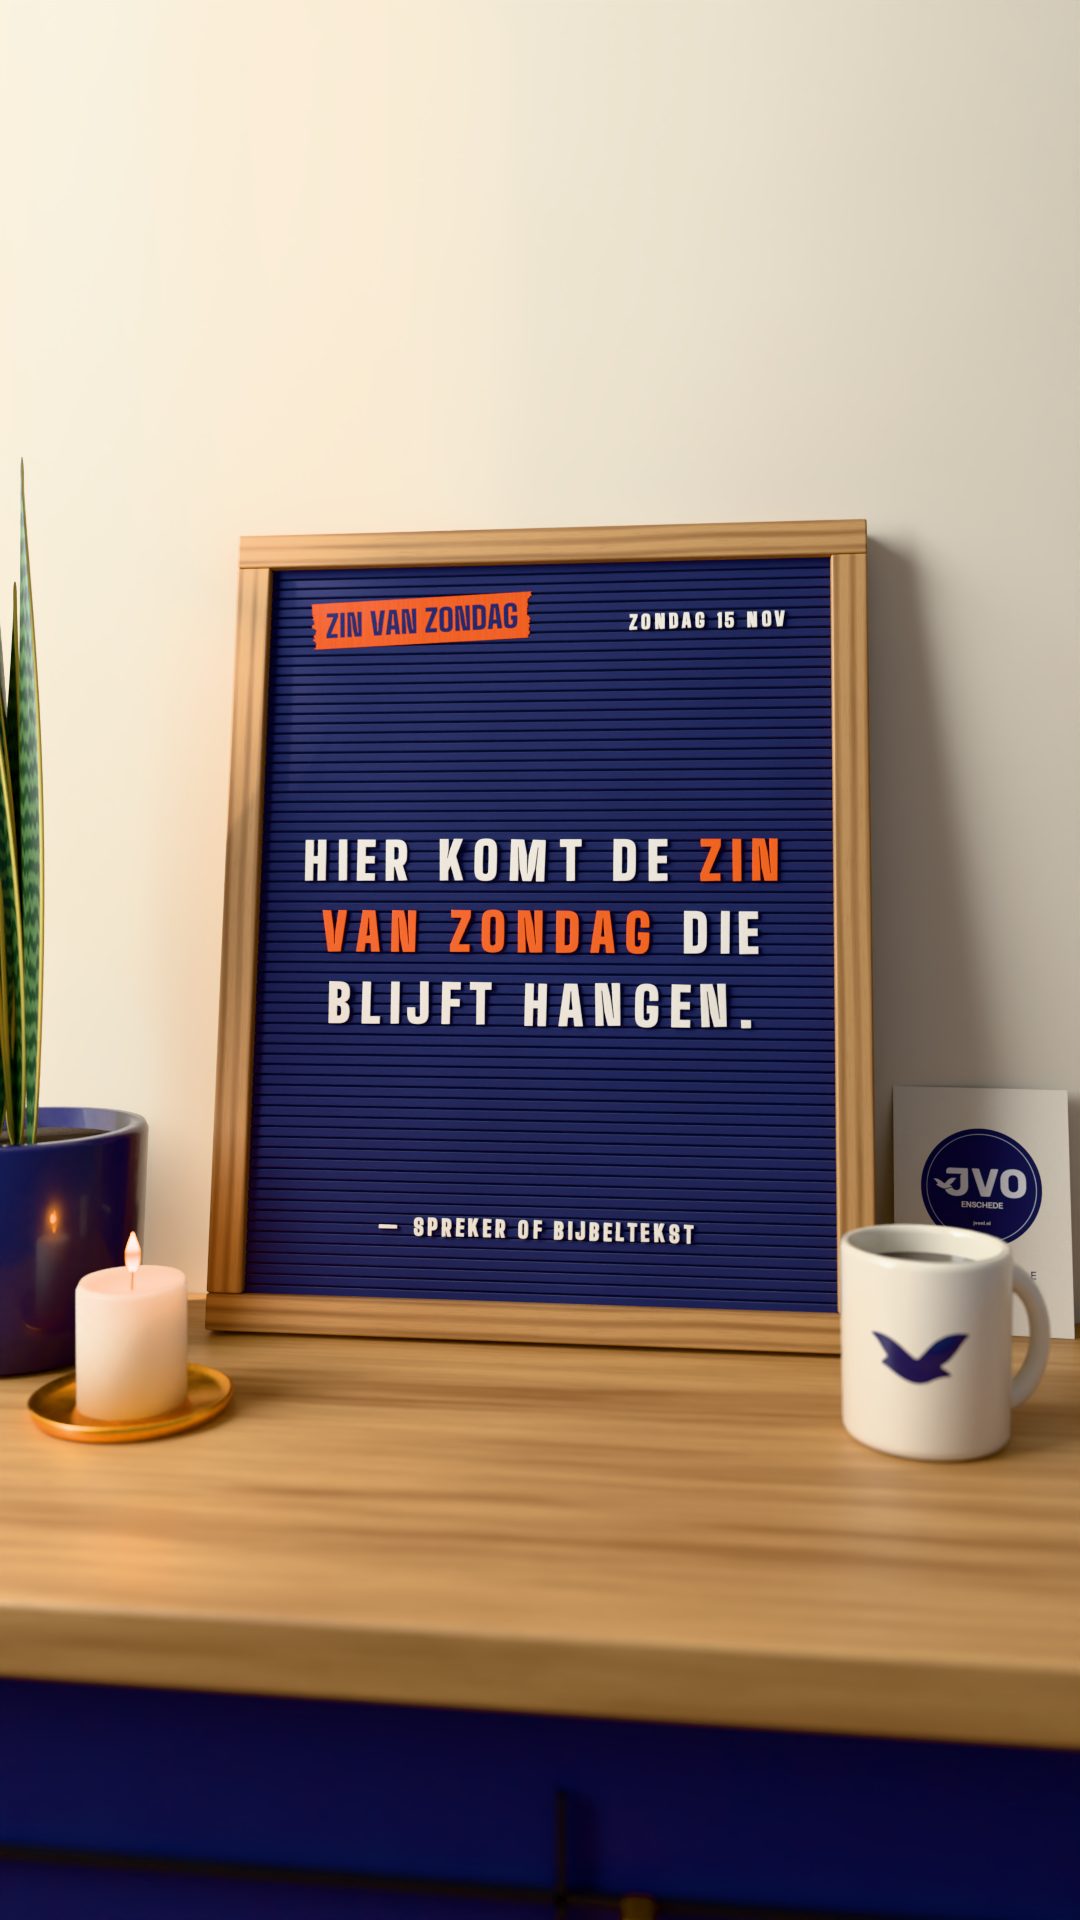 ZIN VAN ZONDAG
ZONDAG 15 NOV
HIER KOMT DE ZIN
VAN ZONDAG DIE
BLIJFT HANGEN.
— SPREKER OF BIJBELTEKST
JVO
ENSCHEDE